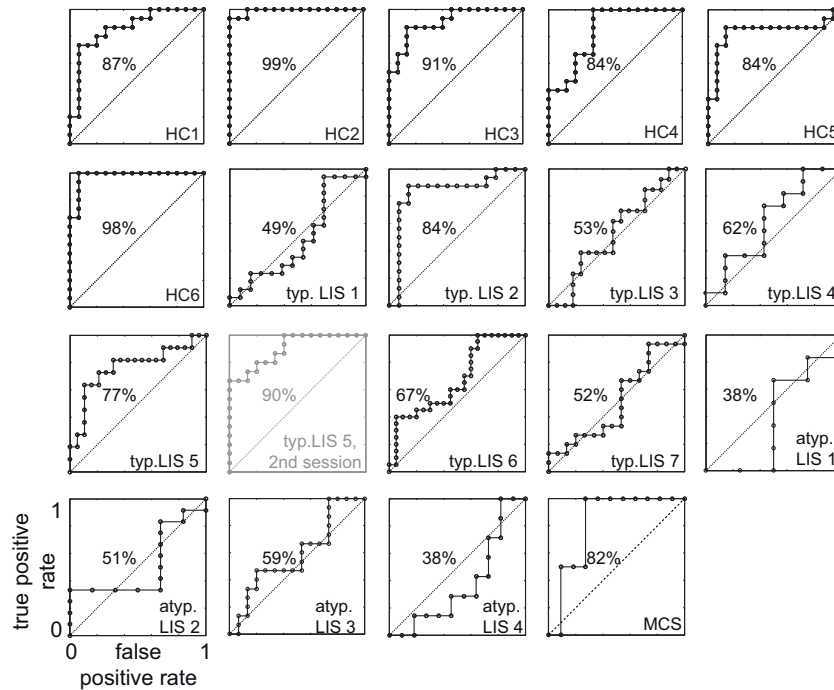 87%
HC1
99%
HC2
91%
HC3
84%
HC4
84%
HC5
98%
HC6
49%
typ. LIS 1
84%
typ. LIS 2
53%
typ.LIS 3
62%
typ.LIS 4
77%
typ.LIS 5
90%
typ.LIS 5,
2nd session
67%
typ.LIS 6
52%
typ.LIS 7
38%
atyp.
LIS 1
true positive
rate
1
0
51%
atyp.
LIS 2
0
false
1
positive rate
59%
atyp.
LIS 3
38%
atyp.
LIS 4
82%
MCS